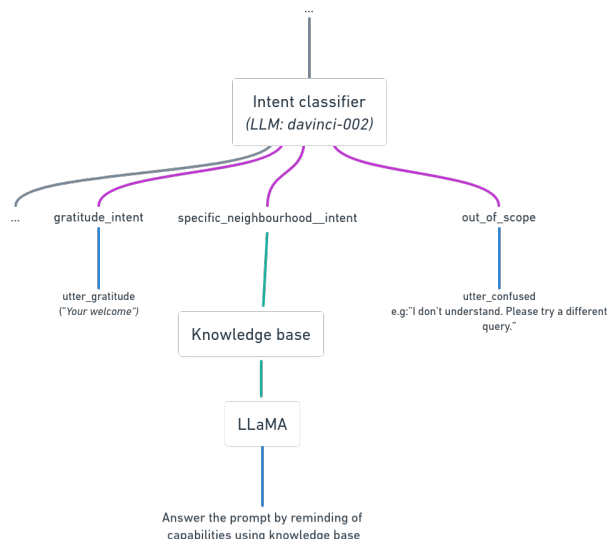 ...
Intent classifier
(LLM: davinci-002)
...
gratitude_intent
specific_neighbourhood__intent
out_of_scope
utter_gratitude
("Your welcome")
utter_confused
e.g:"I don't understand. Please try a different
query."
Knowledge base
LLaMA
Answer the prompt by reminding of
capabilities using knowledge base